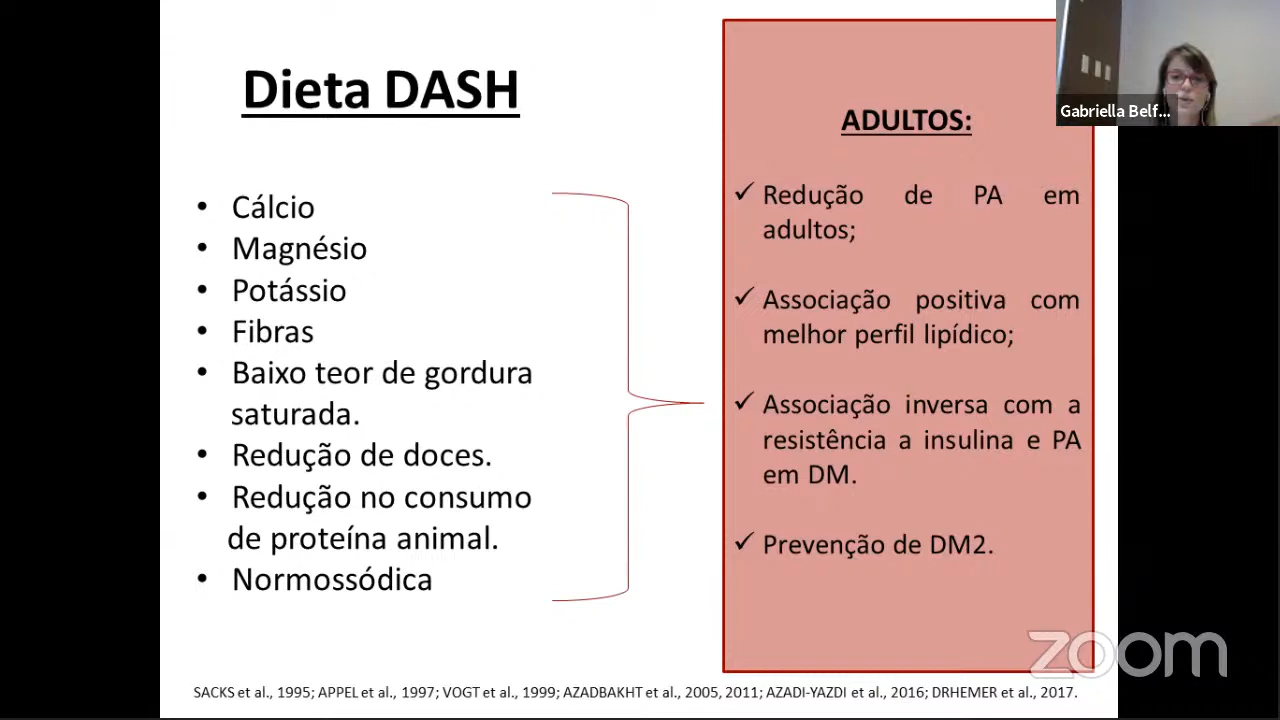 Dieta DASH
• Cálcio
• Magnésio
• Potássio
• Fibras
• Baixo teor de gordura
saturada.
• Redução de doces.
• Redução no consumo
de proteína animal.
• Normossódica
ADULTOS:
✓ Redução de PA em
adultos;
✓ Associação positiva com
melhor perfil lipídico;
✓ Associação inversa com a
resistência a insulina e PA
em DM.
✓ Prevenção de DM2.
Gabriella Belf...
zoom
SACKS et al., 1995; APPEL et al., 1997; VOGT et al., 1999; AZADBAKHT et al., 2005, 2011; AZADI-YAZDI et al., 2016; DRHEMER et al., 2017.